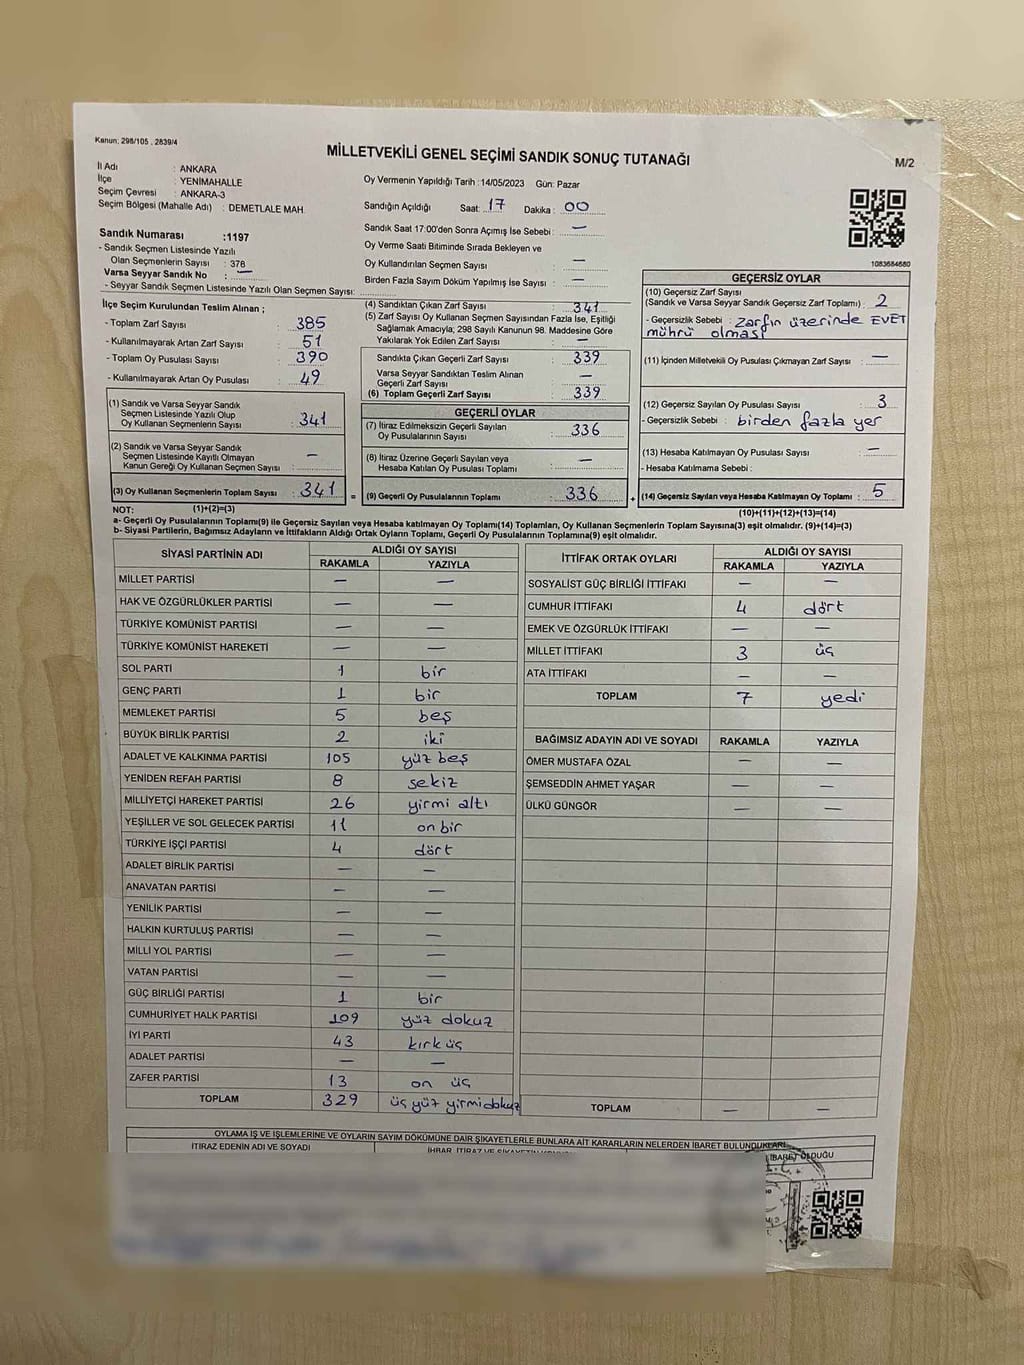 Kanun: 298/105 , 2839/4
MİLLETVEKİLİ GENEL SEÇİMİ SANDIK SONUÇ TUTANAĞI
M/2
İl Adı : ANKARA
İlçe : YENİMAHALLE
Seçim Çevresi : ANKARA-3
Seçim Bölgesi (Mahalle Adı) : DEMETLALE MAH.
Sandık Numarası :1197
- Sandık Seçmen Listesinde Yazılı
Olan Seçmenlerin Sayısı : 378
Varsa Seyyar Sandık No : —
- Seyyar Sandık Seçmen Listesinde Yazılı Olan Seçmen Sayısı:
Oy Vermenin Yapıldığı Tarih :14/05/2023 Gün: Pazar
Sandığın Açıldığı Saat: 17 Dakika : 00
Sandık Saat 17:00'den Sonra Açımış İse Sebebi : —
Oy Verme Saati Bitiminde Sırada Bekleyen ve
Oy Kullandırılan Seçmen Sayısı : —
Birden Fazla Sayım Döküm Yapılmış İse Sayısı : —
1083684680
İlçe Seçim Kurulundan Teslim Alınan ;
- Toplam Zarf Sayısı : 385
- Kullanılmayarak Artan Zarf Sayısı : 51
- Toplam Oy Pusulası Sayısı : 390
- Kullanılmayarak Artan Oy Pusulası : 49
(1) Sandık ve Varsa Seyyar Sandık
Seçmen Listesinde Yazılı Olup
Oy Kullanan Seçmenlerin Sayısı : 341
(2) Sandık ve Varsa Seyyar Sandık
Seçmen Listesinde Kayıtlı Olmayan
Kanun Gereği Oy Kullanan Seçmen Sayısı : —
(3) Oy Kullanan Seçmenlerin Toplam Sayısı : 341 =
(4) Sandıktan Çıkan Zarf Sayısı : 341
(5) Zarf Sayısı Oy Kullanan Seçmen Sayısından Fazla İse, Eşitliği
Sağlamak Amacıyla; 298 Sayılı Kanunun 98. Maddesine Göre
Yakılarak Yok Edilen Zarf Sayısı : —
Sandıkta Çıkan Geçerli Zarf Sayısı : 339
Varsa Seyyar Sandıktan Teslim Alınan
Geçerli Zarf Sayısı : —
(6) Toplam Geçerli Zarf Sayısı : 339
GEÇERLİ OYLAR
(7) İtiraz Edilmeksizin Geçerli Sayılan
Oy Pusulalarının Sayısı : 336
(8) İtiraz Üzerine Geçerli Sayılan veya
Hesaba Katılan Oy Pusulası Toplamı : —
(9) Geçerli Oy Pusulalarının Toplamı : 336 +
GEÇERSİZ OYLAR
(10) Geçersiz Zarf Sayısı
(Sandık ve Varsa Seyyar Sandık Geçersiz Zarf Toplamı) : 2
- Geçersizlik Sebebi : Zarfın üzerinde EVET
mührü olması
(11) İçinden Milletvekili Oy Pusulası Çıkmayan Zarf Sayısı : —
(12) Geçersiz Sayılan Oy Pusulası Sayısı : 3
- Geçersizlik Sebebi : birden fazla yer
(13) Hesaba Katılmayan Oy Pusulası Sayısı : —
- Hesaba Katılmama Sebebi :
(14) Geçersiz Sayılan veya Hesaba Katılmayan Oy Toplamı : 5
NOT: (1)+(2)=(3)
(10)+(11)+(12)+(13)=(14)
a- Geçerli Oy Pusulalarının Toplamı(9) ile Geçersiz Sayılan veya Hesaba katılmayan Oy Toplamı(14) Toplamları, Oy Kullanan Seçmenlerin Toplam Sayısına(3) eşit olmalıdır. (9)+(14)=(3)
b- Siyasi Partilerin, Bağımsız Adayların ve İttifakların Aldığı Ortak Oyların Toplamı, Geçerli Oy Pusulalarının Toplamına(9) eşit olmalıdır.
SİYASİ PARTİNİN ADI ALDIĞI OY SAYISI
RAKAMLA YAZIYLA
MİLLET PARTİSİ — —
HAK VE ÖZGÜRLÜKLER PARTİSİ — —
TÜRKİYE KOMÜNİST PARTİSİ — —
TÜRKİYE KOMÜNİST HAREKETİ — —
SOL PARTİ 1 bir
GENÇ PARTİ 1 bir
MEMLEKET PARTİSİ 5 beş
BÜYÜK BİRLİK PARTİSİ 2 iki
ADALET VE KALKINMA PARTİSİ 105 yüz beş
YENİDEN REFAH PARTİSİ 8 sekiz
MİLLİYETÇİ HAREKET PARTİSİ 26 yirmi altı
YEŞİLLER VE SOL GELECEK PARTİSİ 11 on bir
TÜRKİYE İŞÇİ PARTİSİ 4 dört
ADALET BİRLİK PARTİSİ — —
ANAVATAN PARTİSİ — —
YENİLİK PARTİSİ — —
HALKIN KURTULUŞ PARTİSİ — —
MİLLİ YOL PARTİSİ — —
VATAN PARTİSİ — —
GÜÇ BİRLİĞİ PARTİSİ 1 bir
CUMHURİYET HALK PARTİSİ 109 yüz dokuz
İYİ PARTİ 43 kırk üç
ADALET PARTİSİ — —
ZAFER PARTİSİ 13 on üç
TOPLAM 329 üç yüz yirmi dokuz
İTTİFAK ORTAK OYLARI ALDIĞI OY SAYISI
RAKAMLA YAZIYLA
SOSYALİST GÜÇ BİRLİĞİ İTTİFAKI — —
CUMHUR İTTİFAKI 4 dört
EMEK VE ÖZGÜRLÜK İTTİFAKI — —
MİLLET İTTİFAKI 3 üç
ATA İTTİFAKI — —
TOPLAM 7 yedi
BAĞIMSIZ ADAYIN ADI VE SOYADI RAKAMLA YAZIYLA
ÖMER MUSTAFA ÖZAL — —
ŞEMSEDDİN AHMET YAŞAR — —
ÜLKÜ GÜNGÖR — —
TOPLAM — —
OYLAMA İŞ VE İŞLEMLERİNE VE OYLARIN SAYIM DÖKÜMÜNE DAİR ŞİKAYETLERLE BUNLARA AİT KARARLARIN NELERDEN İBARET BULUNDUKLARI
İTİRAZ EDENİN ADI VE SOYADI
İBARET OLDUĞU